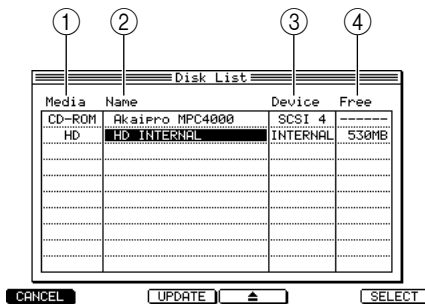 ① ② ③ ④
Disk List
Media Name Device Free
CD-ROM Akaipro MPC4000 SCSI 4 ------
HD HD INTERNAL INTERNAL 530MB
CANCEL UPDATE ▲ SELECT